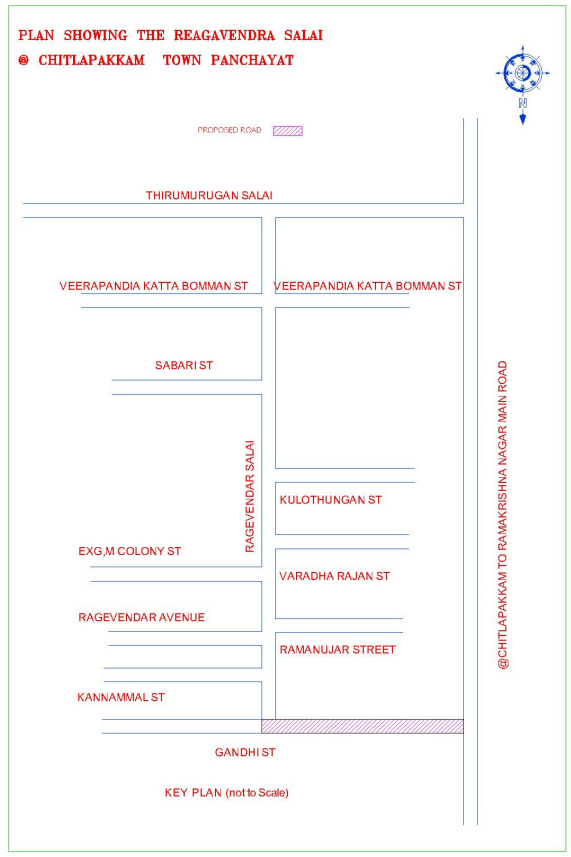 PLAN SHOWING THE REAGAVENDRA SALAI
@ CHITLAPAKKAM TOWN PANCHAYAT
N
PROPOSED ROAD
THIRUMURUGAN SALAI
VEERAPANDIA KATTA BOMMAN ST
VEERAPANDIA KATTA BOMMAN ST
SABARI ST
RAGEVENDAR SALAI
@CHITLAPAKKAM TO RAMAKRISHNA NAGAR MAIN ROAD
KULOTHUNGAN ST
EXG,M COLONY ST
VARADHA RAJAN ST
RAGEVENDAR AVENUE
RAMANUJAR STREET
KANNAMMAL ST
GANDHI ST
KEY PLAN (not to Scale)